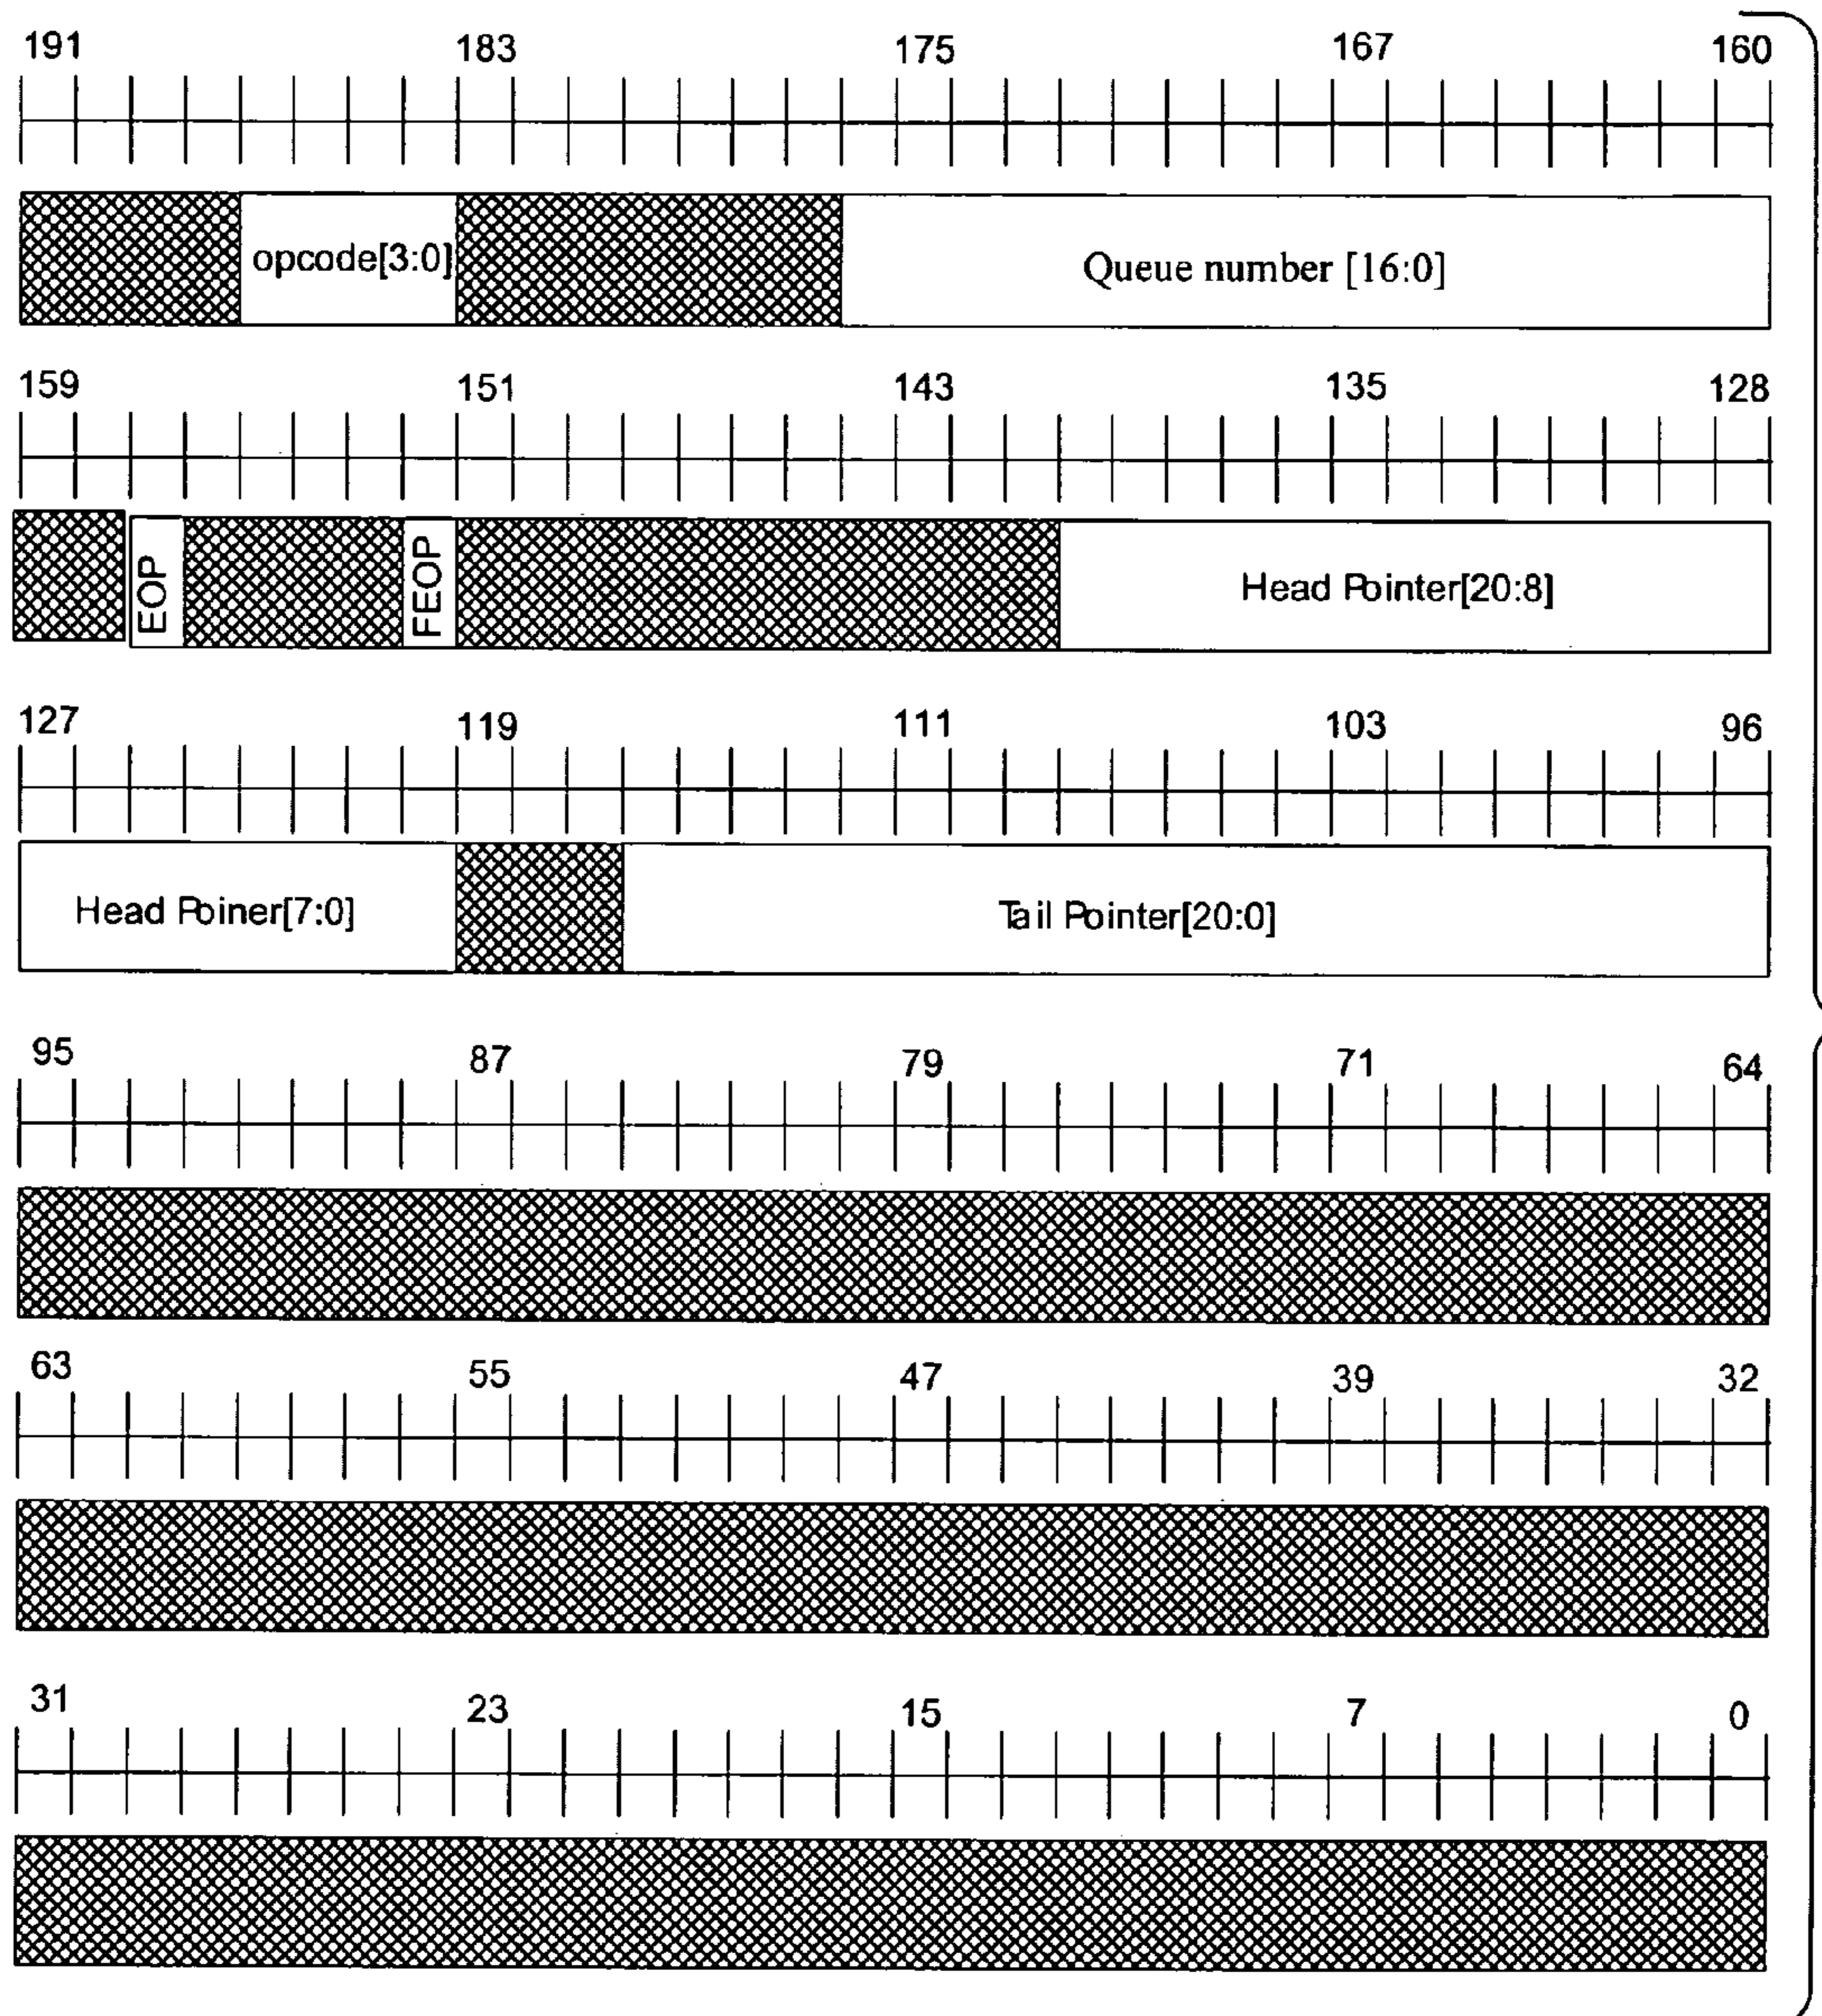 191 183 175 167 160
opcode[3:0] Queue number [16:0]
159 151 143 135 128
EOP FEOP Head Pointer[20:8]
127 119 111 103 96
Head Poiner[7:0] Tail Pointer[20:0]
95 87 79 71 64
63 55 47 39 32
31 23 15 7 0